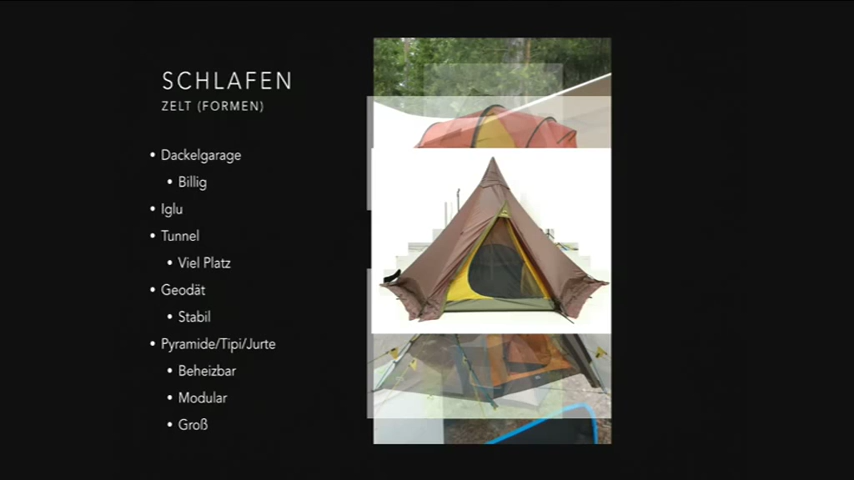 SCHLAFEN
ZELT (FORMEN)
• Dackelgarage
• Billig
• Iglu
• Tunnel
• Viel Platz
• Geodät
• Stabil
• Pyramide/Tipi/Jurte
• Beheizbar
• Modular
• Groß